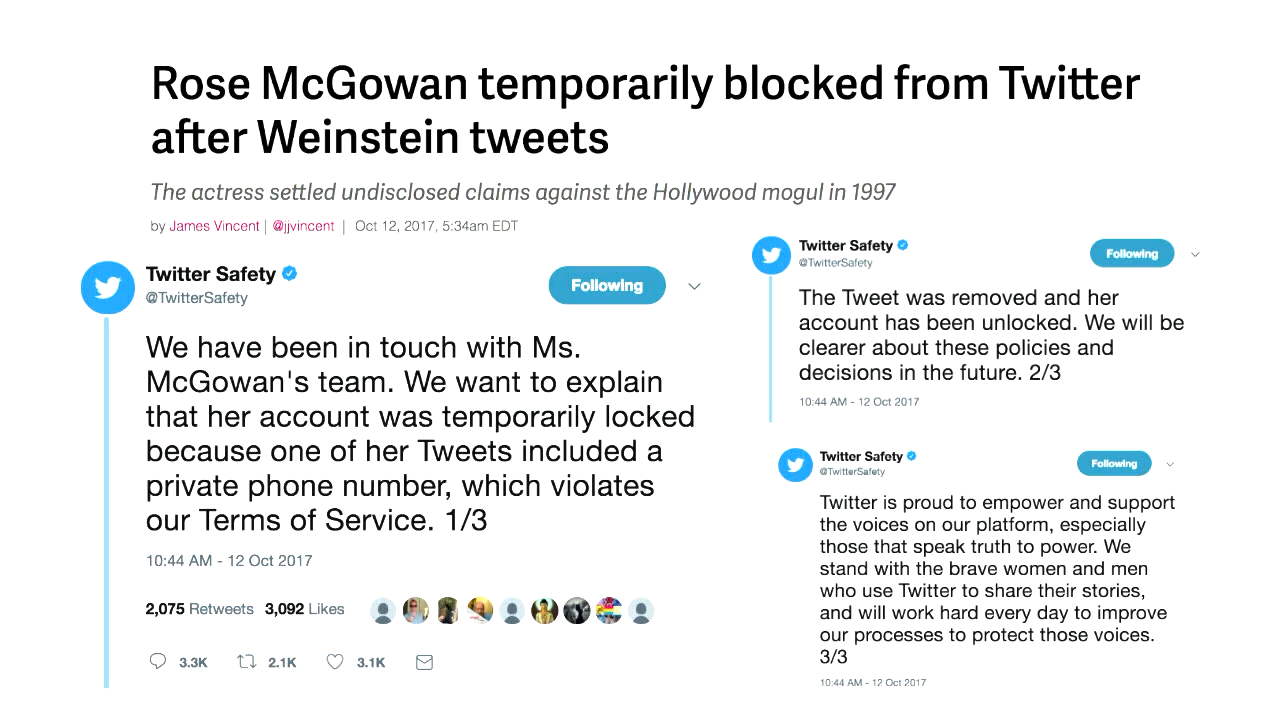 Rose McGowan temporarily blocked from Twitter
after Weinstein tweets
The actress settled undisclosed claims against the Hollywood mogul in 1997
by James Vincent | @jjvincent | Oct 12, 2017, 5:34am EDT
Twitter Safety
@TwitterSafety
Following
We have been in touch with Ms.
McGowan's team. We want to explain
that her account was temporarily locked
because one of her Tweets included a
private phone number, which violates
our Terms of Service. 1/3
10:44 AM - 12 Oct 2017
2,075 Retweets 3,092 Likes
3.3K 2.1K 3.1K
Twitter Safety
@TwitterSafety
Following
The Tweet was removed and her
account has been unlocked. We will be
clearer about these policies and
decisions in the future. 2/3
10:44 AM - 12 Oct 2017
Twitter Safety
@TwitterSafety
Following
Twitter is proud to empower and support
the voices on our platform, especially
those that speak truth to power. We
stand with the brave women and men
who use Twitter to share their stories,
and will work hard every day to improve
our processes to protect those voices.
3/3
10:44 AM - 12 Oct 2017